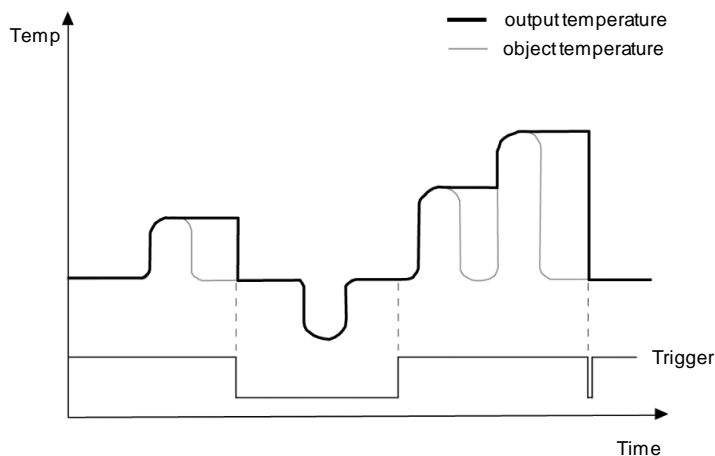 output temperature
object temperature
Temp
Trigger
Time